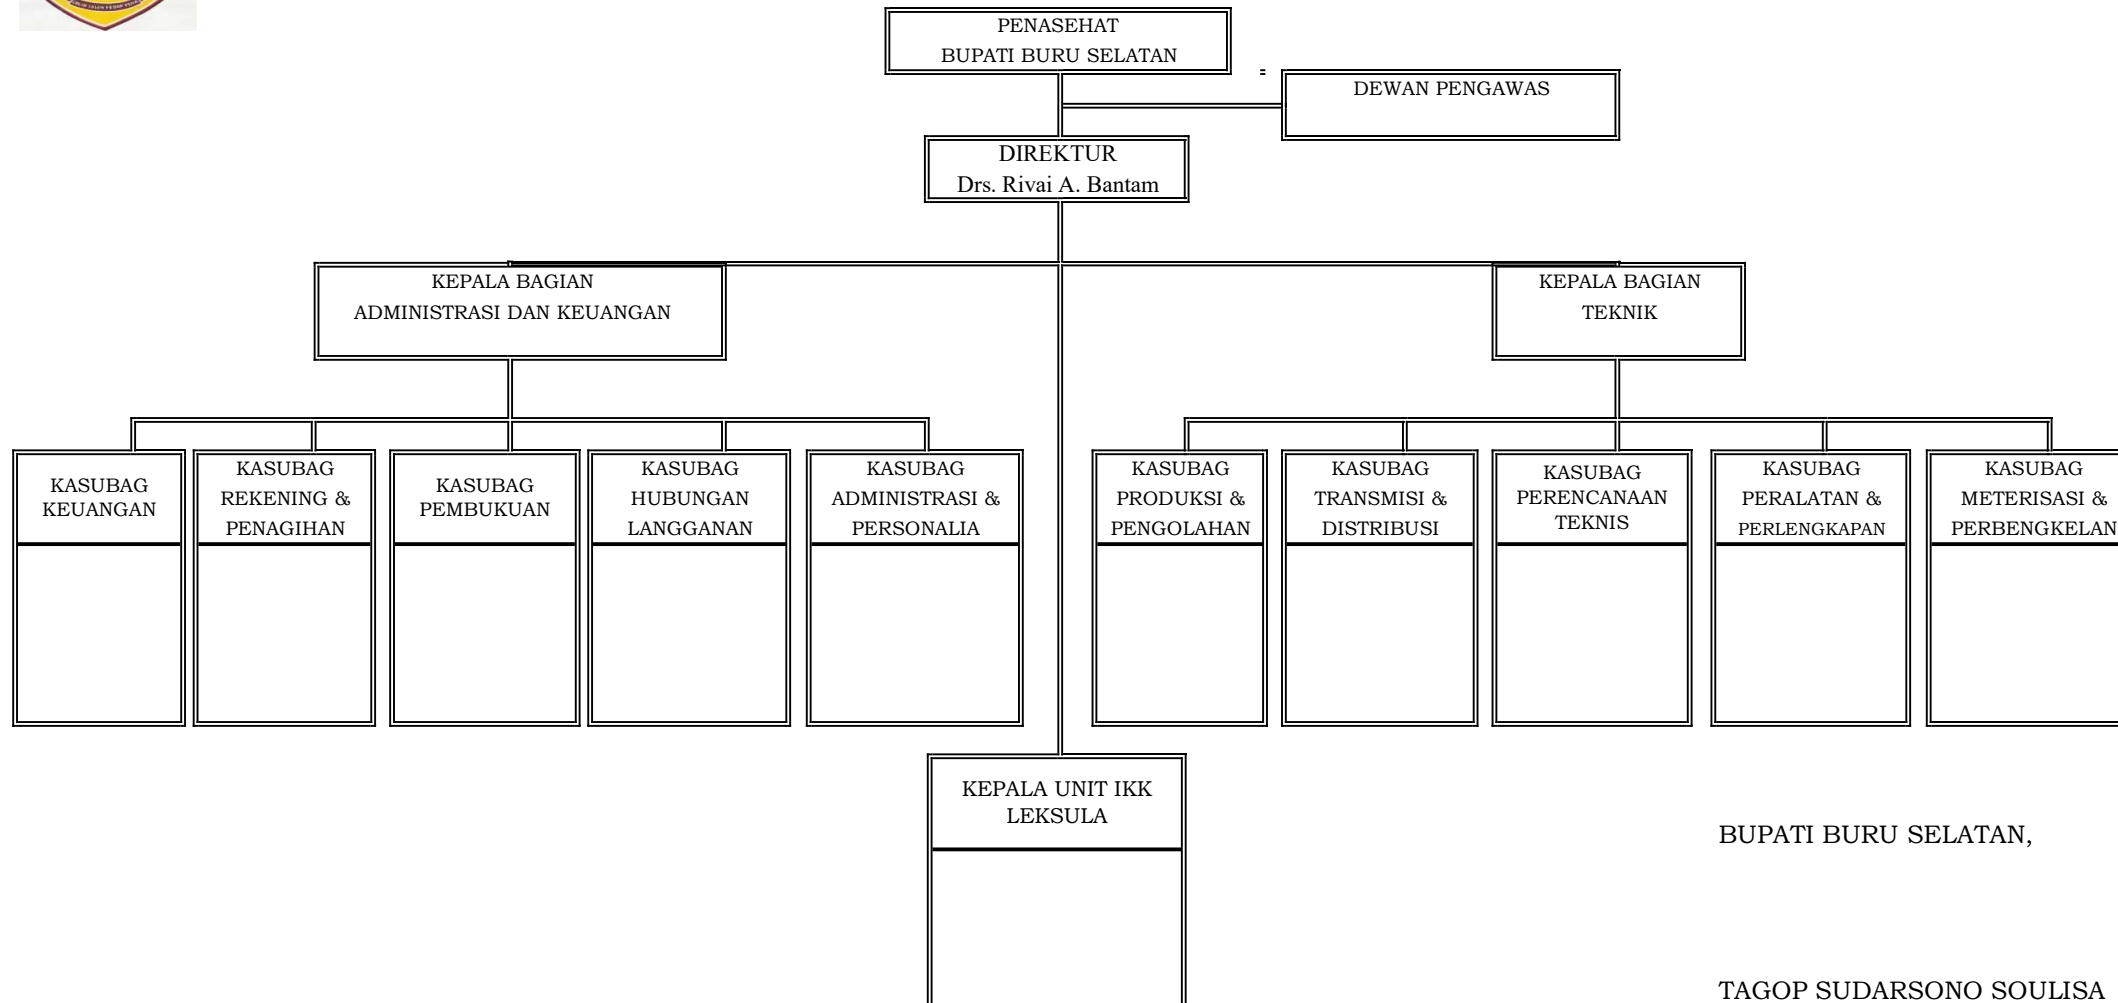 PENASEHAT
BUPATI BURU SELATAN
DEWAN PENGAWAS
DIREKTUR
Drs. Rivai A. Bantam
KEPALA BAGIAN
ADMINISTRASI DAN KEUANGAN
KEPALA BAGIAN
TEKNIK
KASUBAG
KEUANGAN
KASUBAG
REKENING &
PENAGIHAN
KASUBAG
PEMBUKUAN
KASUBAG
HUBUNGAN
LANGGANAN
KASUBAG
ADMINISTRASI &
PERSONALIA
KASUBAG
PRODUKSI &
PENGOLAHAN
KASUBAG
TRANSMISI &
DISTRIBUSI
KASUBAG
PERENCANAAN
TEKNIS
KASUBAG
PERALATAN &
PERLENGKAPAN
KASUBAG
METERISASI &
PERBENGKELAN
KEPALA UNIT IKK
LEKSULA
BUPATI BURU SELATAN,
TAGOP SUDARSONO SOULISA